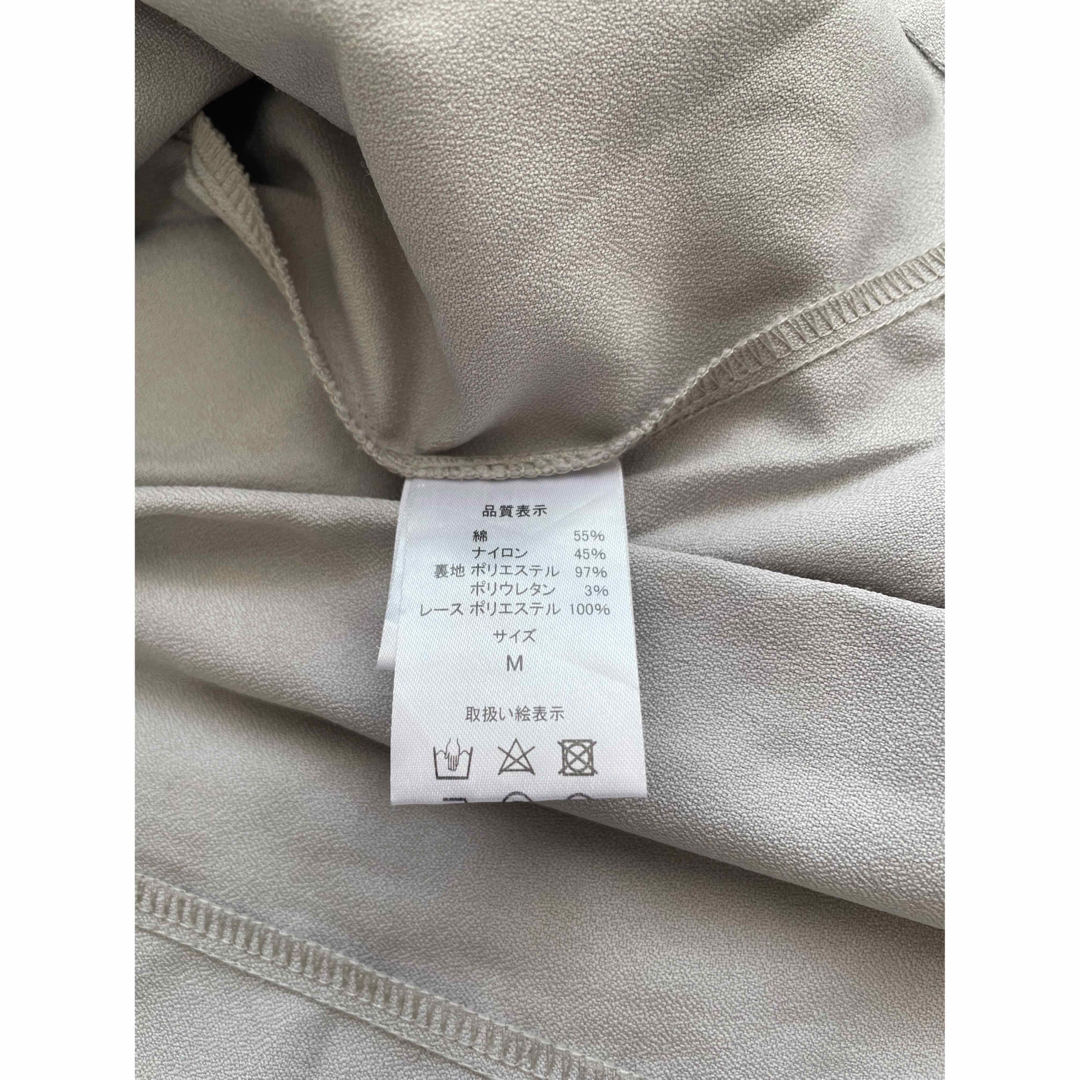 品質表示
綿 55%
ナイロン 45%
裏地 ポリエステル 97%
ポリウレタン 3%
レース ポリエステル 100%
サイズ
M
取扱い絵表示